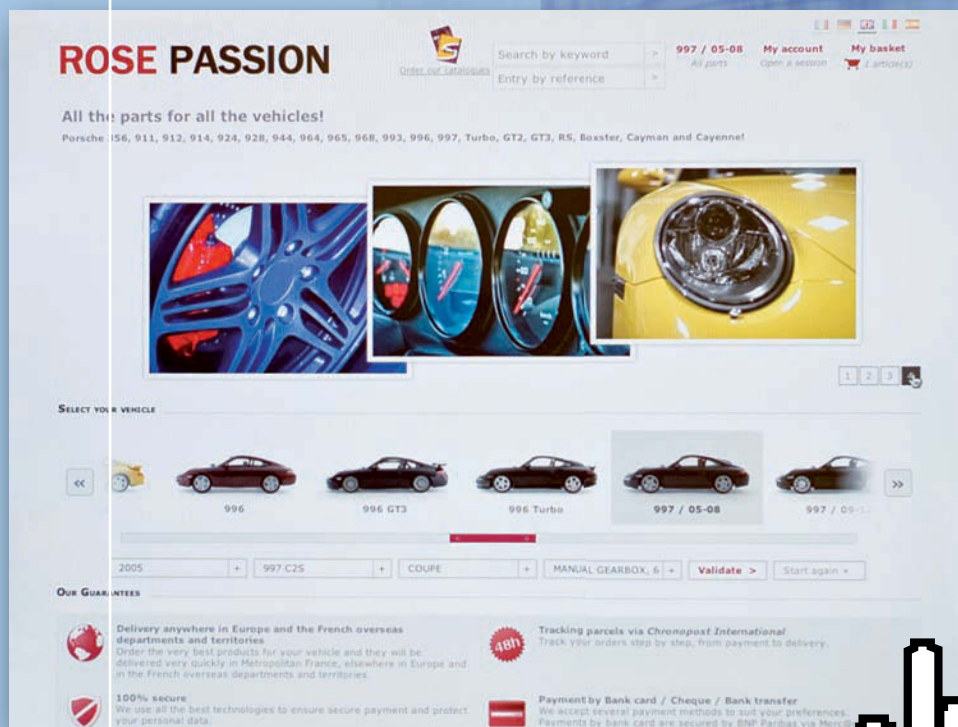 ROSE PASSION
Order our catalogues
Search by keyword >
Entry by reference >
997 / 05-08
All parts
My account
Open a session
My basket
1 article(s)
All the parts for all the vehicles!
Porsche 356, 911, 912, 914, 924, 928, 944, 964, 965, 968, 993, 996, 997, Turbo, GT2, GT3, RS, Boxster, Cayman and Cayenne!
1 2 3
SELECT YOUR VEHICLE
«
996
996 GT3
996 Turbo
997 / 05-08
997 / 09-
»
2005 +
997 C2S +
COUPE +
MANUAL GEARBOX, 6 +
Validate >
Start again
OUR GUARANTEES
Delivery anywhere in Europe and the French overseas
departments and territories
Order the very best products for your vehicle and they will be
delivered very quickly in Metropolitan France, elsewhere in Europe and
in the French overseas departments and territories.
48h
Tracking parcels via Chronopost International
Track your orders step by step, from payment to delivery.
100% secure
We use all the best technologies to ensure secure payment and protect
your personal data.
Payment by Bank card / Cheque / Bank transfer
We accept several payment methods to suit your preferences.
Payments by bank card are secured by BNP Paribas via